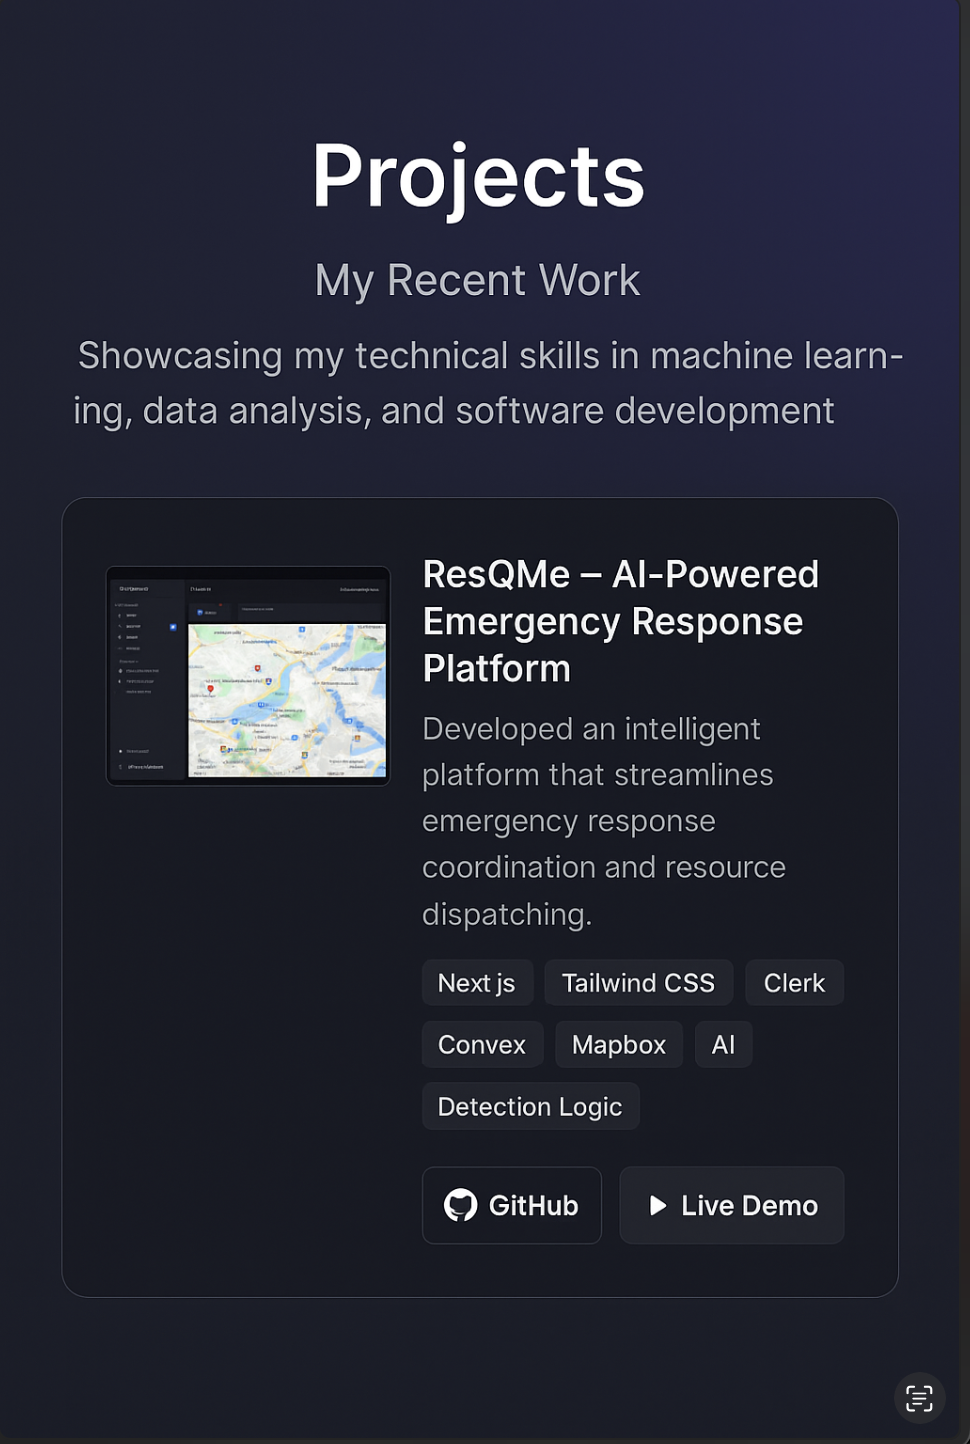 Projects
My Recent Work
Showcasing my technical skills in machine learn-
ing, data analysis, and software development
ResQMe – AI-Powered
Emergency Response
Platform
Developed an intelligent
platform that streamlines
emergency response
coordination and resource
dispatching.
Next js Tailwind CSS Clerk
Convex Mapbox AI
Detection Logic
GitHub Live Demo